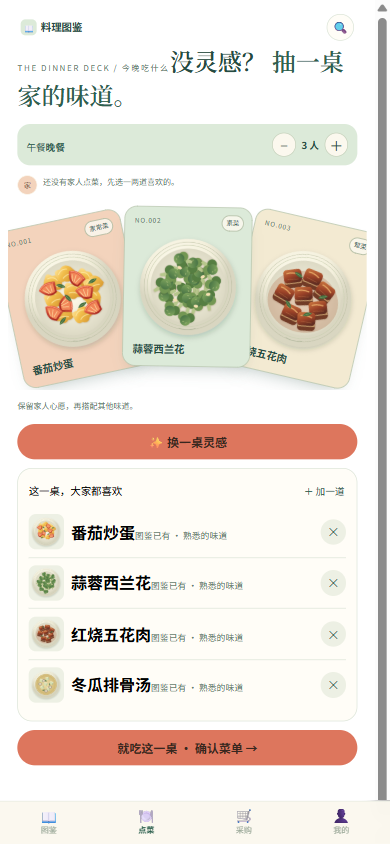 料理图鉴
THE DINNER DECK / 今晚吃什么 没灵感？ 抽一桌
家的味道。
午餐晚餐
− 3 人 ＋
家 还没有家人点菜，先选一两道喜欢的。
NO.001 家常菜
NO.002 素菜
NO.003
番茄炒蛋
蒜蓉西兰花
烧五花肉
保留家人心愿，再搭配其他味道。
✨ 换一桌灵感
这一桌，大家都喜欢 ＋ 加一道
番茄炒蛋图鉴已有 · 熟悉的味道 ×
蒜蓉西兰花图鉴已有 · 熟悉的味道 ×
红烧五花肉图鉴已有 · 熟悉的味道 ×
冬瓜排骨汤图鉴已有 · 熟悉的味道 ×
就吃这一桌 · 确认菜单 →
图鉴 点菜 采购 我的